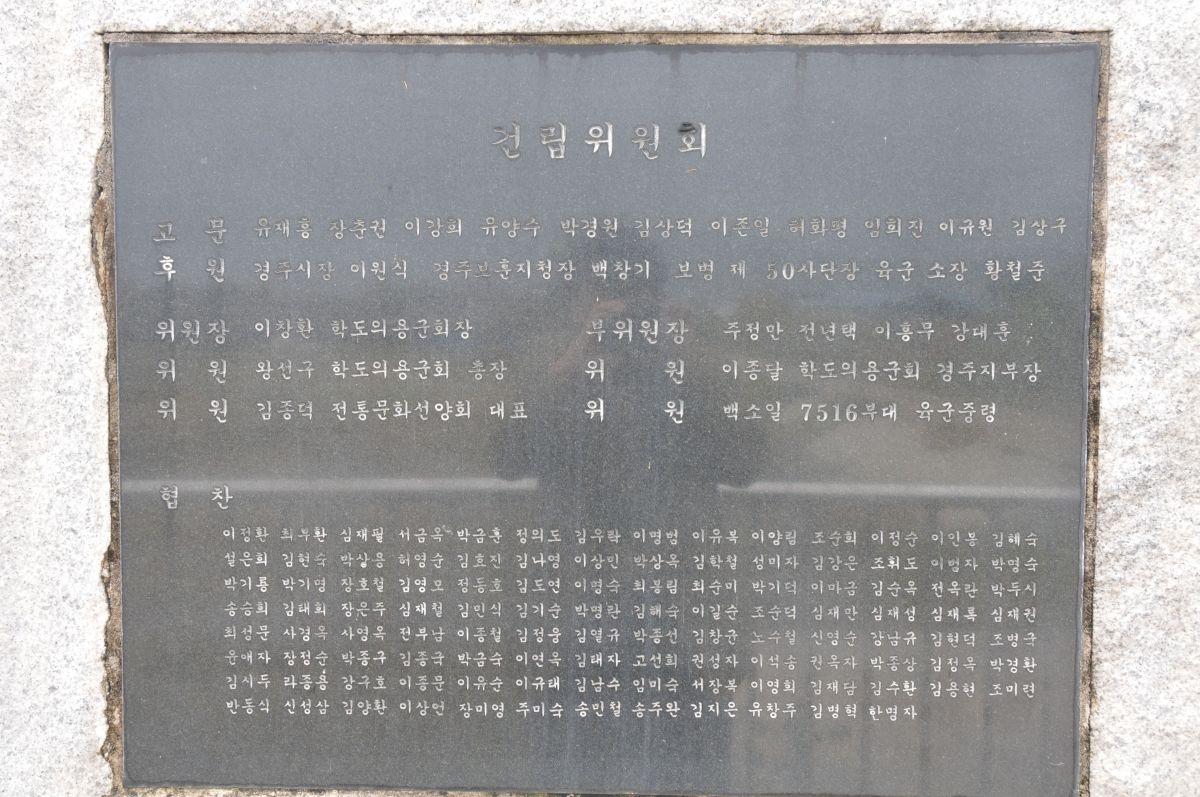 건립위원회
고 문 유재흥 장춘권 이강희 유양수 박경원 김상덕 이존일 허화평 임희진 이규원 김상구
후 원 경주시장 이원식 경주보훈지청장 백창기 보병 제 50사단장 육군 소장 황철준
위원장 이창환 학도의용군회장 부위원장 주정만 전년택 이흥무 강대훈
위 원 왕선구 학도의용군회 총장 위 원 이종달 학도의용군회 경주지부장
위 원 김종덕 전통문화선양회 대표 위 원 백소일 7516부대 육군중령
협 찬
이정환 최부환 심재필 서금옥 박금훈 정의도 김우락 이명범 이유복 이양림 조순희 이정순 이인봉 김혜숙
설은희 김현수 박상용 허영순 김효진 김나영 이상민 박상옥 김학철 성미자 김강은 조휘도 이범자 박명순
박기룡 박기명 장호철 김영모 정동호 김도연 이명숙 최봉림 최순미 박기덕 이마금 김순옥 전옥란 박두시
송승희 김태희 장은주 심재철 김민식 김기순 박명란 김해숙 이길순 조순덕 심재만 심재성 심재록 심재권
최성문 사경옥 사영옥 전부남 이종철 김정웅 김열규 박종선 김창균 노수철 신영순 강남규 김현덕 조병국
윤애자 장정순 박종구 김종국 박금숙 이연옥 김태자 고선희 권성자 이석송 권옥자 박종상 김정옥 박경환
김시두 라종용 강구호 이종문 이유순 이규태 김남수 임미숙 서장복 이영희 김재담 김수환 김용현 조미련
반동식 신성삼 김양환 이상언 장미영 주미숙 송민철 송주완 김지은 유창주 김병혁 한명자